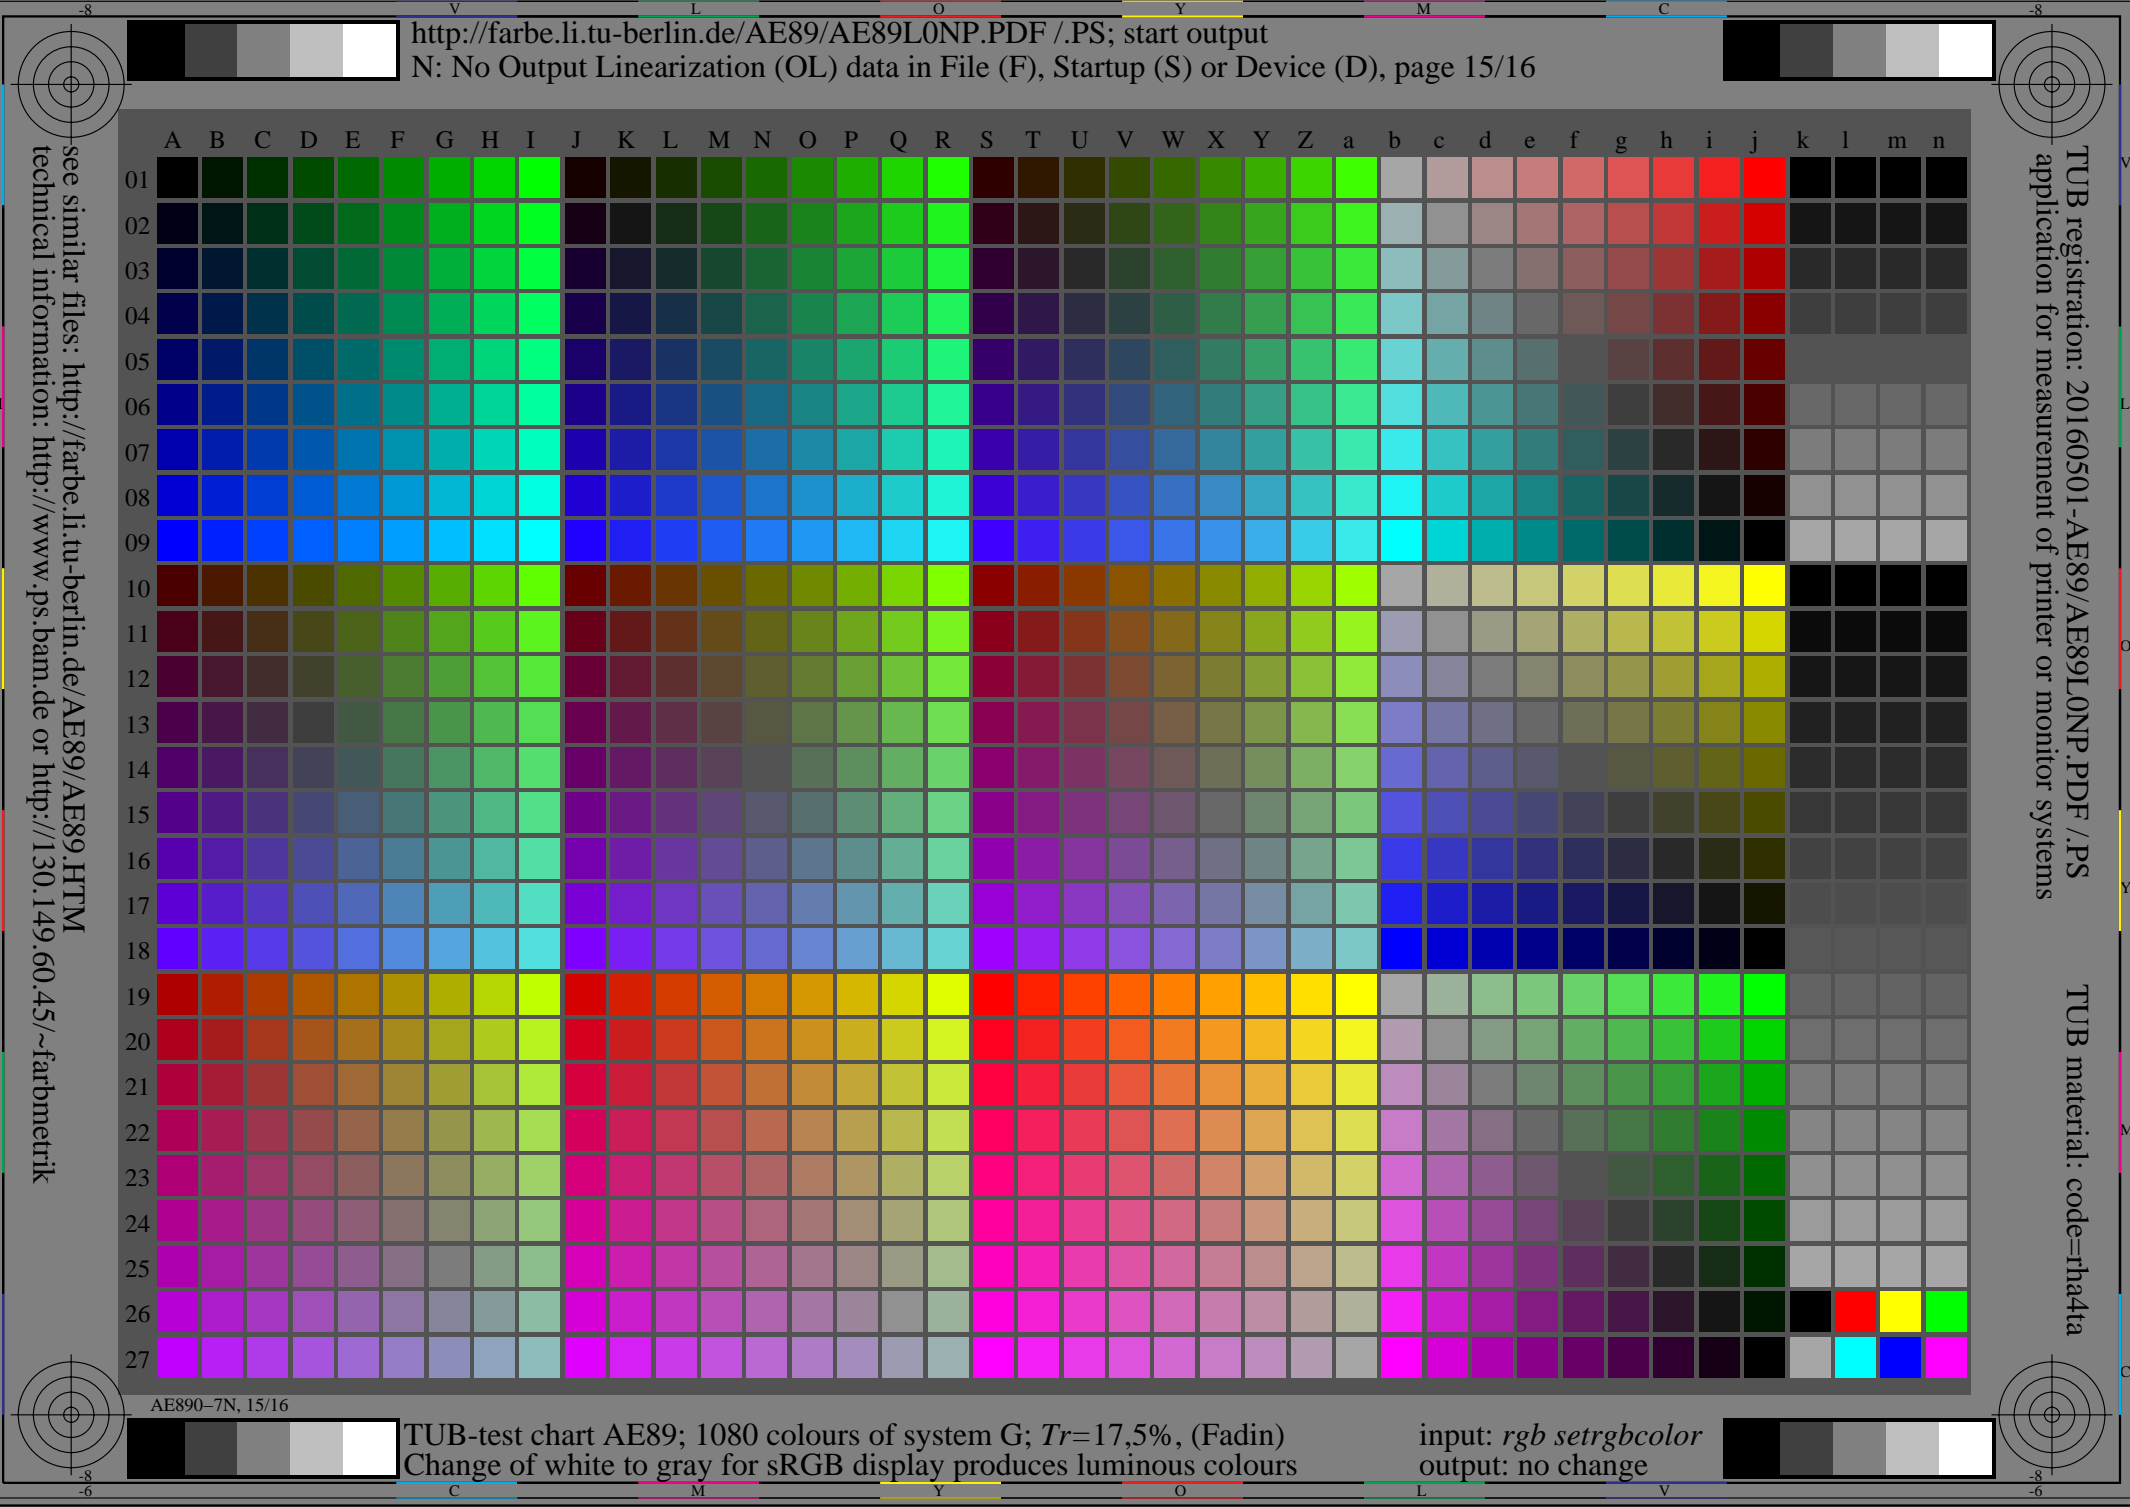 -8 V L O Y M C -8
http://farbe.li.tu-berlin.de/AE89/AE89L0NP.PDF /.PS; start output
N: No Output Linearization (OL) data in File (F), Startup (S) or Device (D), page 15/16
see similar files: http://farbe.li.tu-berlin.de/AE89/AE89.HTM
technical information: http://www.ps.bam.de or http://130.149.60.45/~farbmetrik
A B C D E F G H I J K L M N O P Q R S T U V W X Y Z a b c d e f g h i j k l m n
01
02
03
04
05
06
07
08
09
10
11
12
13
14
15
16
17
18
19
20
21
22
23
24
25
26
27
TUB registration: 20160501-AE89/AE89L0NP.PDF /.PS
application for measurement of printer or monitor systems
TUB material: code=rha4ta
V
L
O
Y
M
C
AE890-7N, 15/16
TUB-test chart AE89; 1080 colours of system G; Tr=17,5%, (Fadin)
Change of white to gray for sRGB display produces luminous colours
input: rgb setrgbcolor
output: no change
-8
-8
-6 C M Y O L V -6